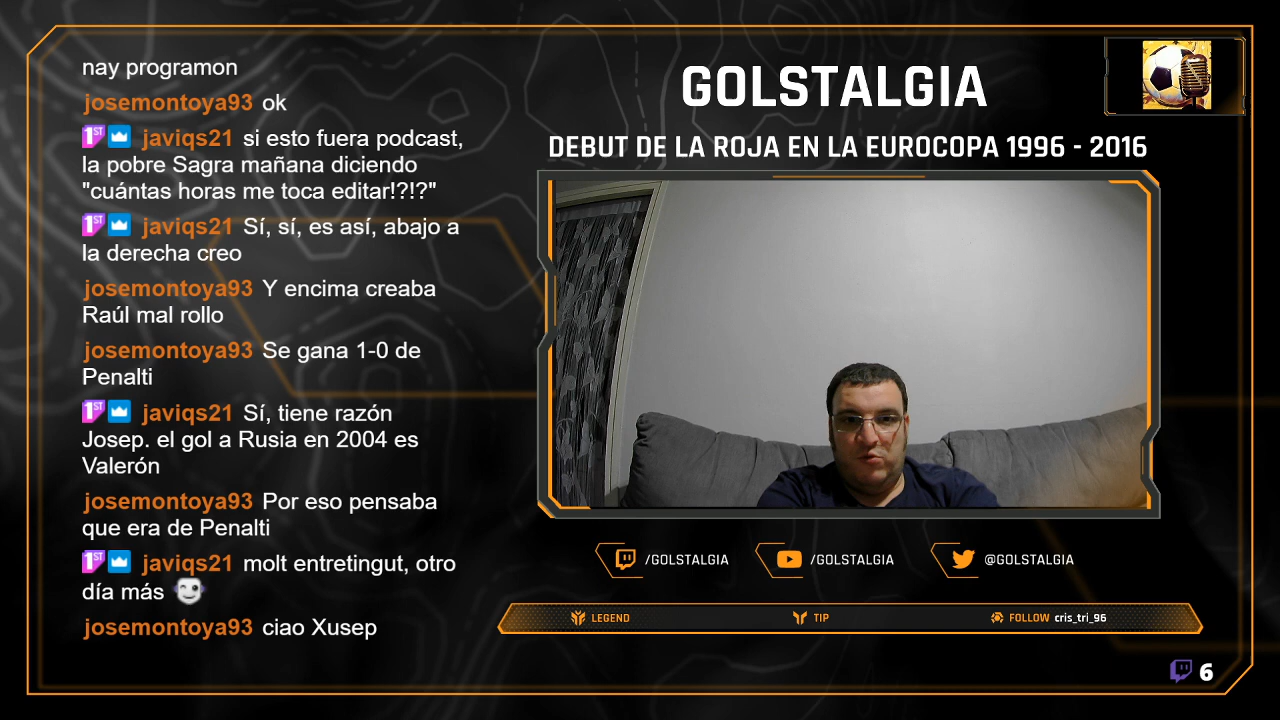 nay programon
josemontoya93 ok
1ST javiqs21 si esto fuera podcast,
la pobre Sagra mañana diciendo
"cuántas horas me toca editar!?!?"
1ST javiqs21 Sí, sí, es así, abajo a
la derecha creo
josemontoya93 Y encima creaba
Raúl mal rollo
josemontoya93 Se gana 1-0 de
Penalti
1ST javiqs21 Sí, tiene razón
Josep. el gol a Rusia en 2004 es
Valerón
josemontoya93 Por eso pensaba
que era de Penalti
1ST javiqs21 molt entretingut, otro
día más
josemontoya93 ciao Xusep
GOLSTALGIA
DEBUT DE LA ROJA EN LA EUROCOPA 1996 - 2016
/GOLSTALGIA
/GOLSTALGIA
@GOLSTALGIA
LEGEND
TIP
FOLLOW cris_tri_96
6